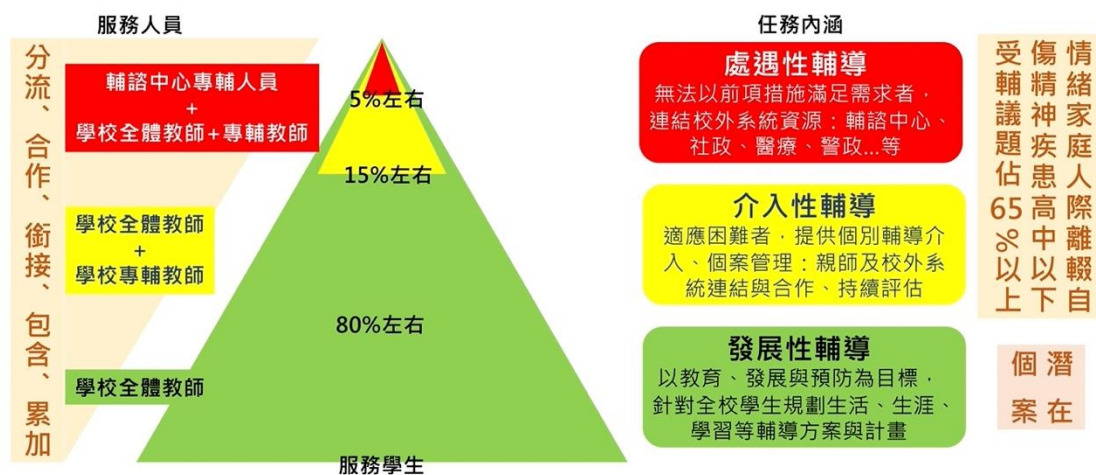 服務人員
分流、合作、銜接、包含、累加
輔諮中心專輔人員
+
學校全體教師+專輔教師
學校全體教師
+
學校專輔教師
學校全體教師
5%左右
15%左右
80%左右
服務學生
任務內涵
處遇性輔導
無法以前項措施滿足需求者，
連結校外系統資源：輔諮中心、
社政、醫療、警政...等
介入性輔導
適應困難者，提供個別輔導介
入、個案管理：親師及校外系
統連結與合作、持續評估
發展性輔導
以教育、發展與預防為目標，
針對全校學生規劃生活、生涯、
學習等輔導方案與計畫
情緒家庭人際離輟自
傷精神疾患高中以下
受輔議題佔65%以上
潛在
個案